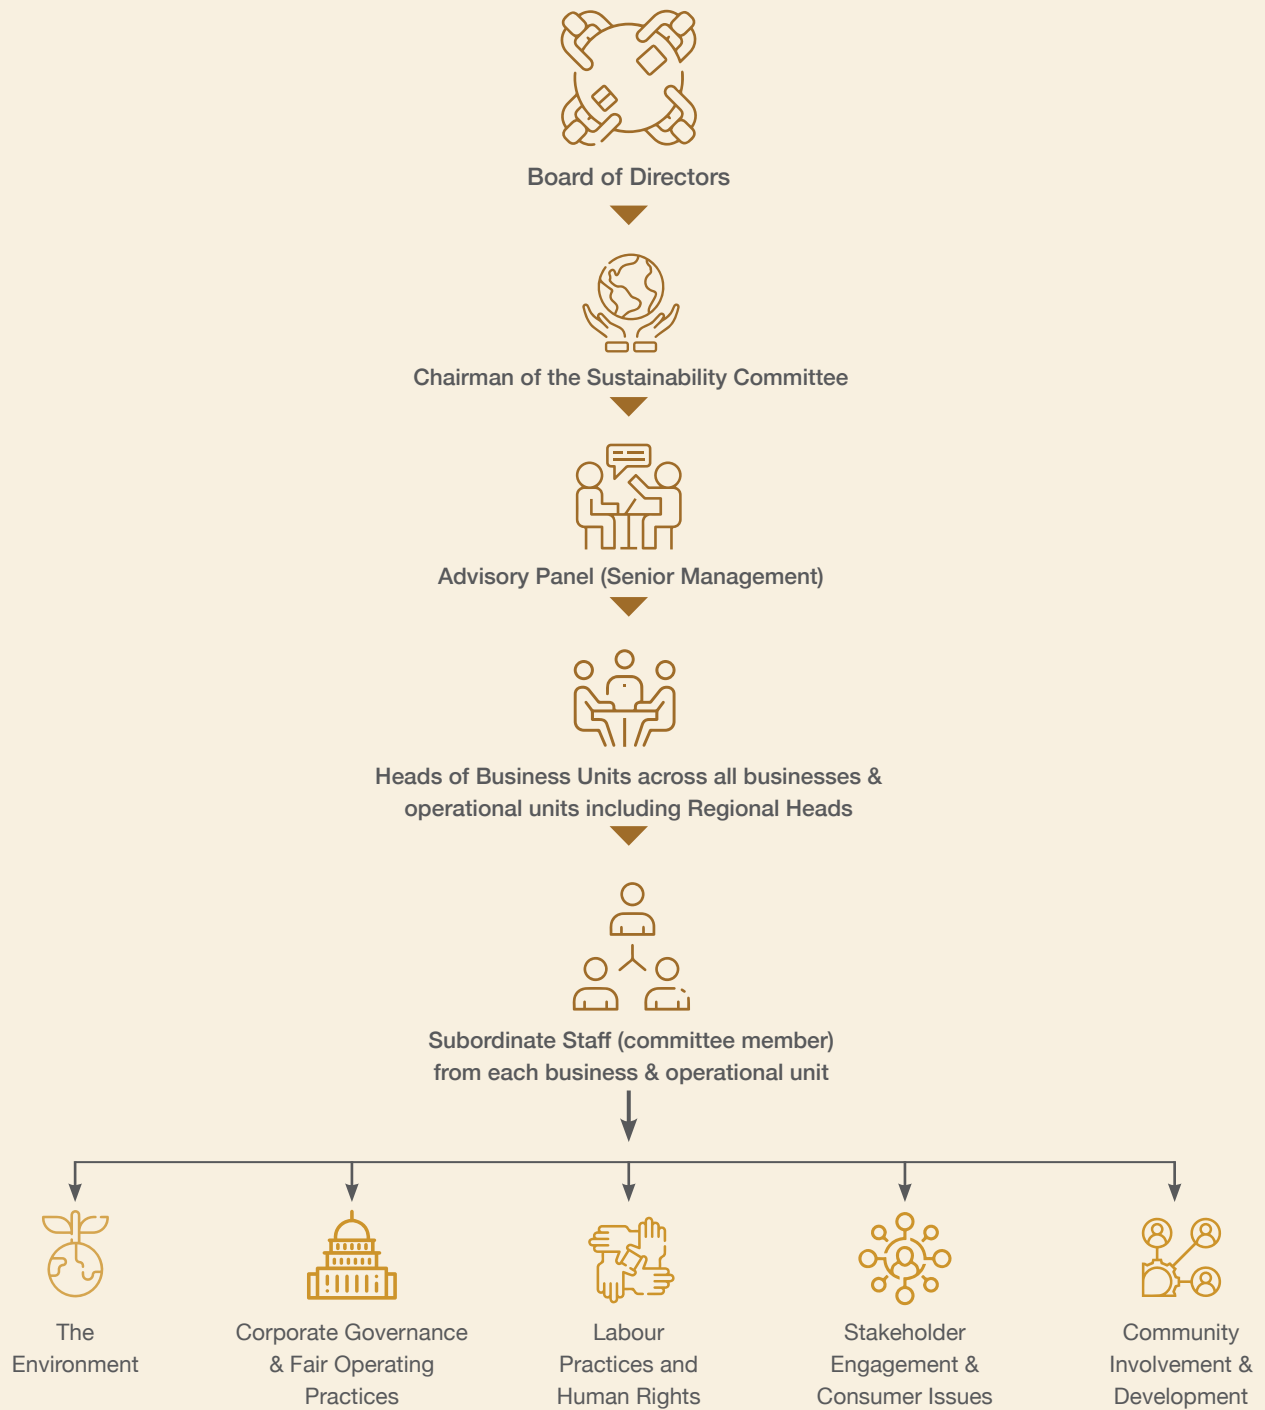 Board of Directors
Chairman of the Sustainability Committee
Advisory Panel (Senior Management)
Heads of Business Units across all businesses &
operational units including Regional Heads
Subordinate Staff (committee member)
from each business & operational unit
The
Environment
Corporate Governance
& Fair Operating
Practices
Labour
Practices and
Human Rights
Stakeholder
Engagement &
Consumer Issues
Community
Involvement &
Development